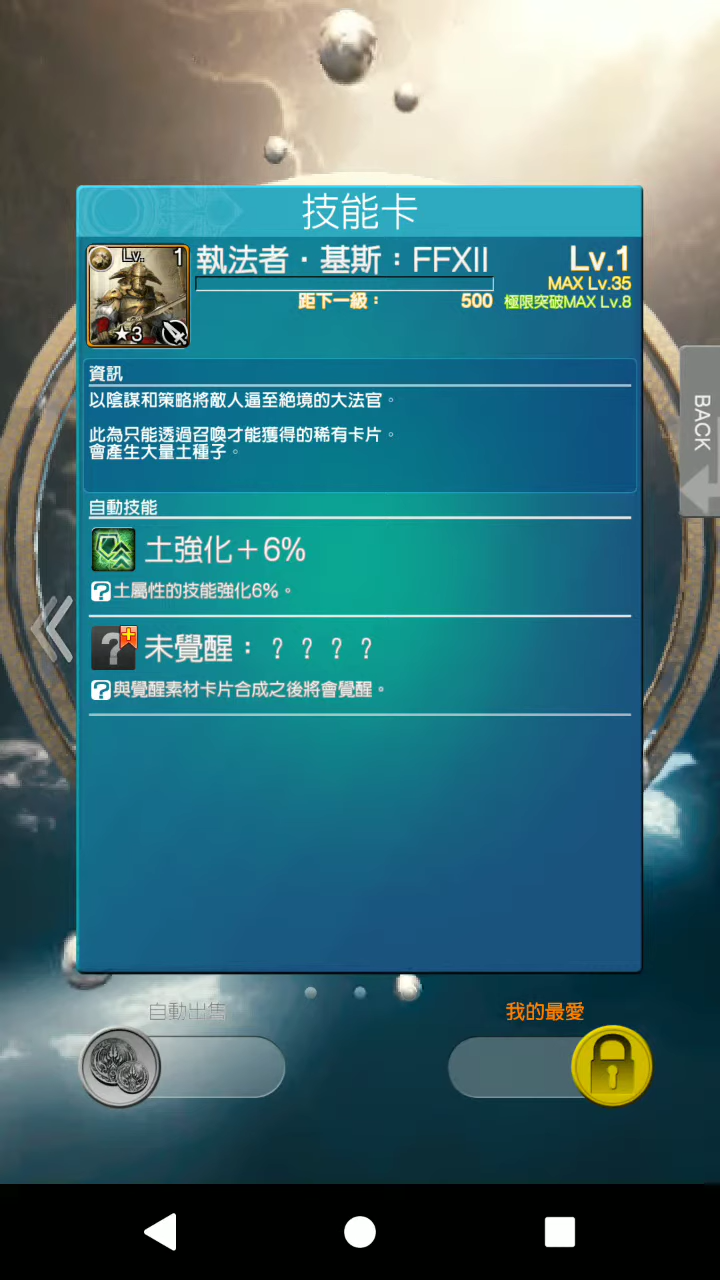 技能卡
Lv. 1
★3
執法者・基斯：FFXII
Lv.1
MAX Lv.35
距下一級： 500
極限突破MAX Lv.8
資訊
以陰謀和策略將敵人逼至絕境的大法官。
此為只能透過召喚才能獲得的稀有卡片。
會產生大量土種子。
BACK
自動技能
土強化＋6%
?土屬性的技能強化6%。
?
未覺醒：？？？？
?與覺醒素材卡片合成之後將會覺醒。
自動出售
我的最愛